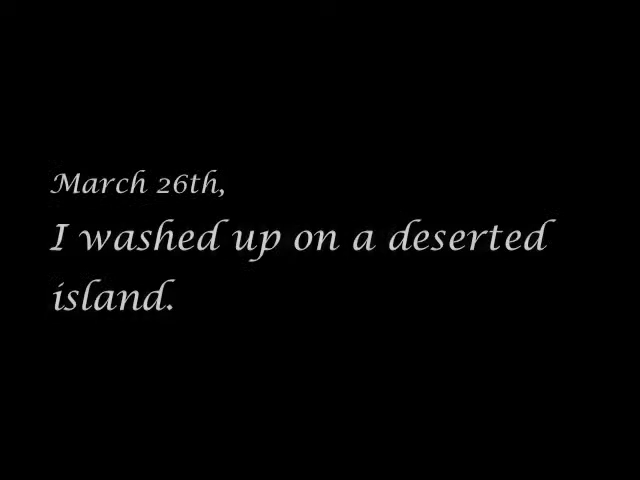 March 26th,
I washed up on a deserted
island.